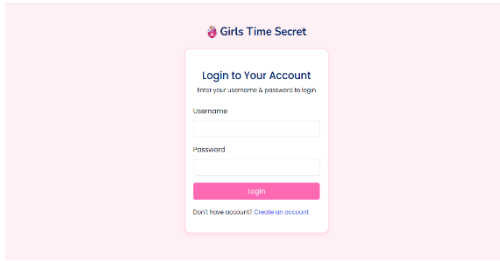 Girls Time Secret
Login to Your Account
Enter your username & password to login
Username
Password
Login
Don't have account? Create an account